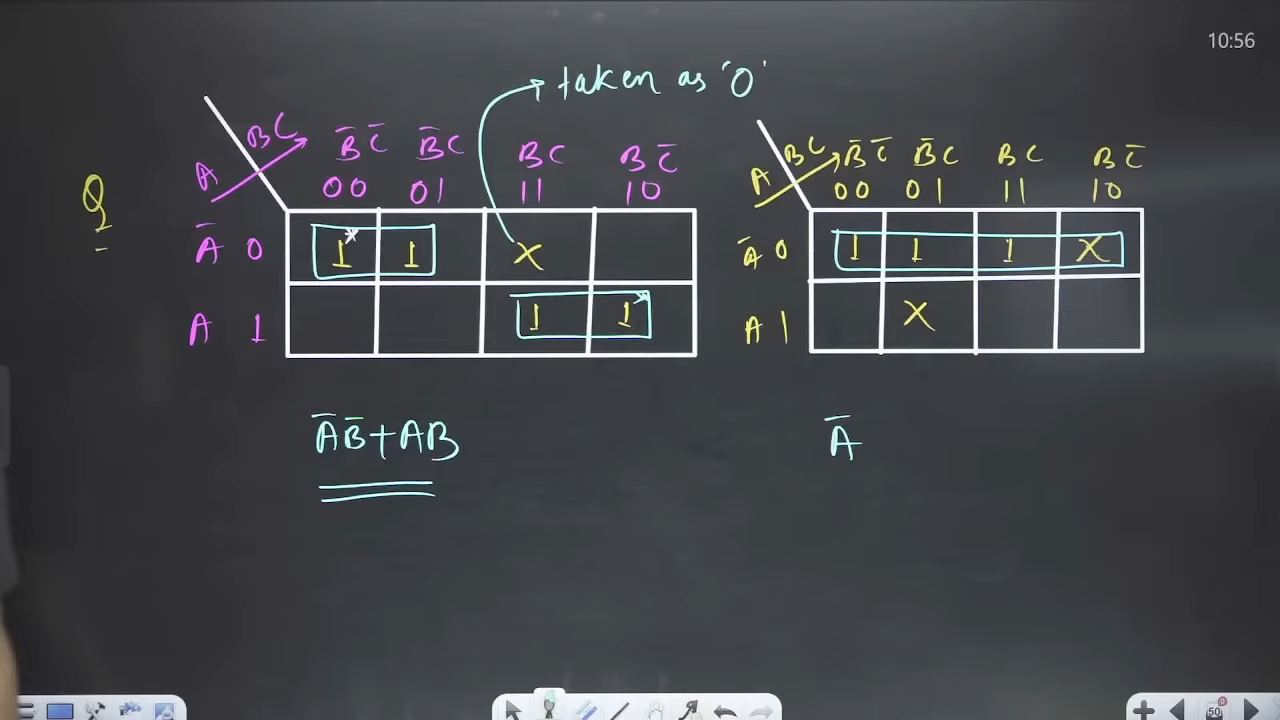 10:56
taken as '0'
Q
A BC B̅C̅ B̅C BC BC̅
00 01 11 10
A̅ 0 1* 1 X
A 1 1 1*
A̅B̅+AB
A BC B̅C̅ B̅C BC BC̅
00 01 11 10
A̅ 0 1 1 1 X
A 1 X
A̅